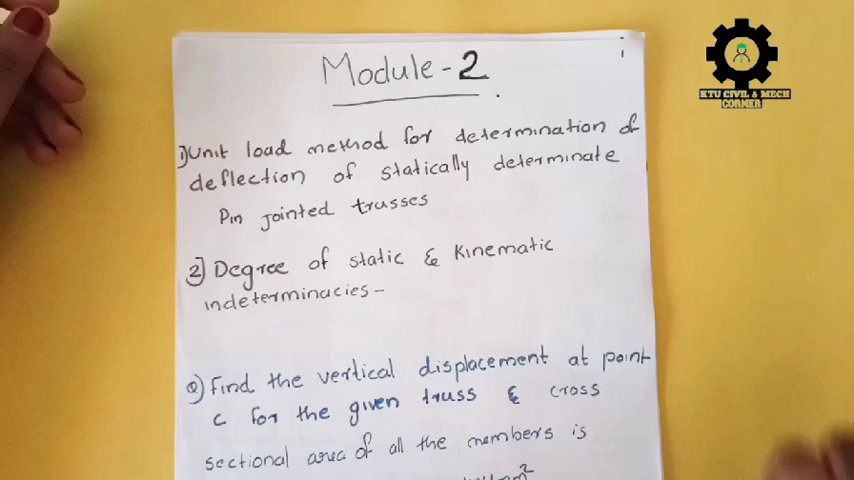 Module - 2
1) Unit load method for determination of
deflection of statically determinate
Pin jointed trusses
2] Degree of static & Kinematic
indeterminacies -
Q) Find the vertical displacement at point
C for the given truss & cross
sectional area of all the members is
KTU CIVIL & MECH
CORNER